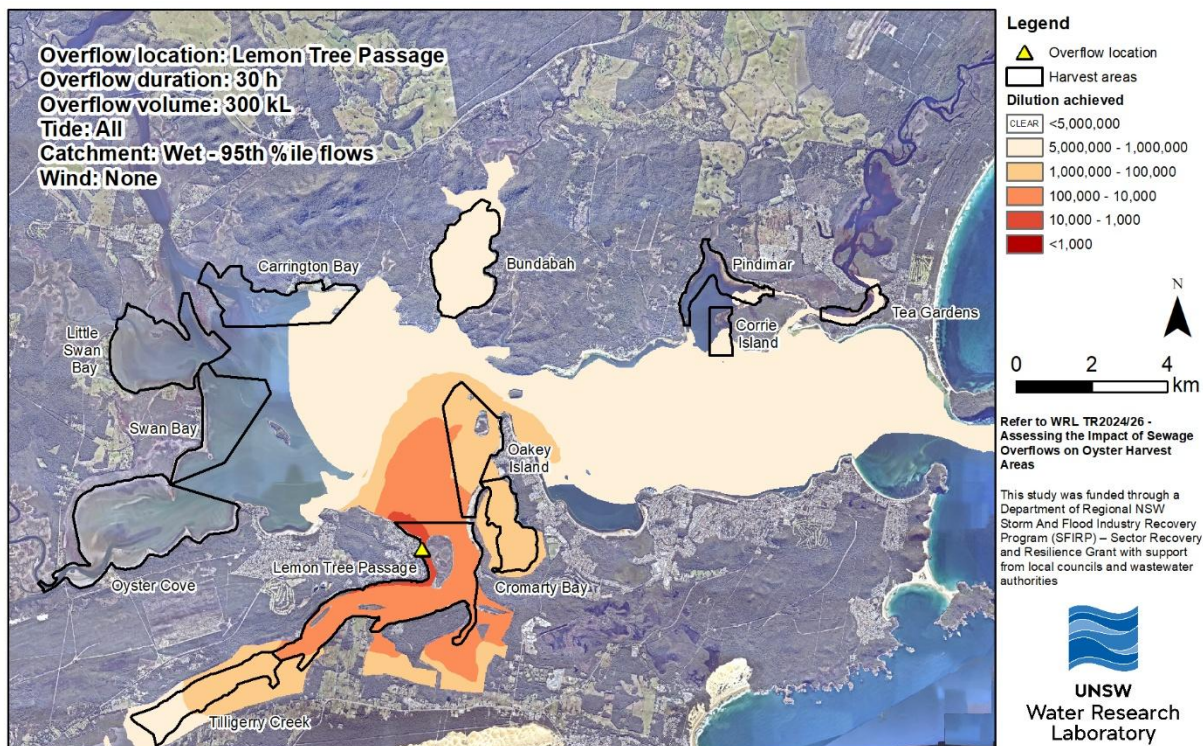 Overflow location: Lemon Tree Passage
Overflow duration: 30 h
Overflow volume: 300 kL
Tide: All
Catchment: Wet - 95th %ile flows
Wind: None
Carrington Bay
Bundabah
Pindimar
Tea Gardens
Corrie
Island
Little
Swan
Bay
Swan Bay
Oakey
Island
Oyster Cove
Lemon Tree Passage
Cromarty Bay
Tilligerry Creek
Legend
Overflow location
Harvest areas
Dilution achieved
CLEAR <5,000,000
5,000,000 - 1,000,000
1,000,000 - 100,000
100,000 - 10,000
10,000 - 1,000
<1,000
N
0 2 4
km
Refer to WRL TR2024/26 -
Assessing the Impact of Sewage
Overflows on Oyster Harvest
Areas
This study was funded through a
Department of Regional NSW
Storm And Flood Industry Recovery
Program (SFIRP) – Sector Recovery
and Resilience Grant with support
from local councils and wastewater
authorities
UNSW
Water Research
Laboratory